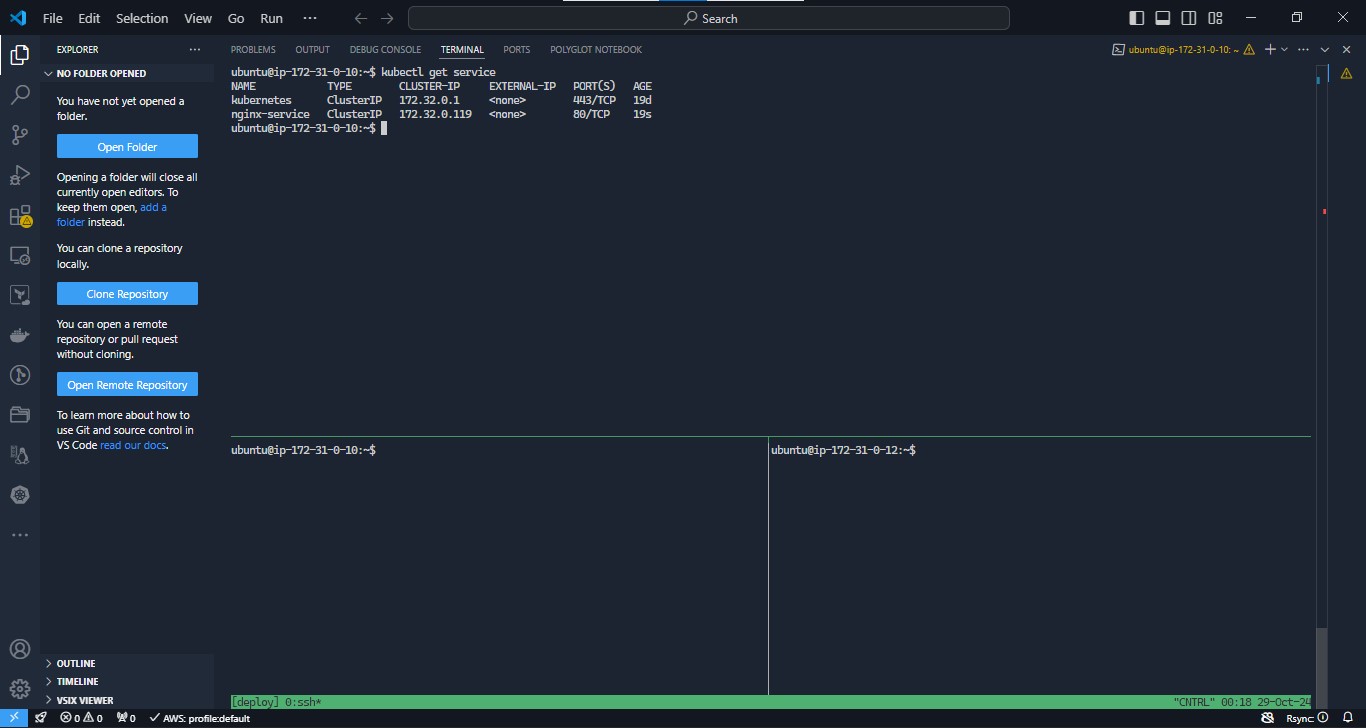 File Edit Selection View Go Run ··· Search
EXPLORER ···
NO FOLDER OPENED
You have not yet opened a
folder.
Open Folder
Opening a folder will close all
currently open editors. To
keep them open, add a
folder instead.
You can clone a repository
locally.
Clone Repository
You can open a remote
repository or pull request
without cloning.
Open Remote Repository
To learn more about how to
use Git and source control in
VS Code read our docs.
OUTLINE
TIMELINE
VSIX VIEWER
PROBLEMS OUTPUT DEBUG CONSOLE TERMINAL PORTS POLYGLOT NOTEBOOK
ubuntu@ip-172-31-0-10: ~
ubuntu@ip-172-31-0-10:~$ kubectl get service
NAME TYPE CLUSTER-IP EXTERNAL-IP PORT(S) AGE
kubernetes ClusterIP 172.32.0.1 <none> 443/TCP 19d
nginx-service ClusterIP 172.32.0.119 <none> 80/TCP 19s
ubuntu@ip-172-31-0-10:~$
ubuntu@ip-172-31-0-10:~$
ubuntu@ip-172-31-0-12:~$
[deploy] 0:ssh* "CNTRL" 00:18 29-Oct-24
0 0 0 AWS: profile:default Rsync: